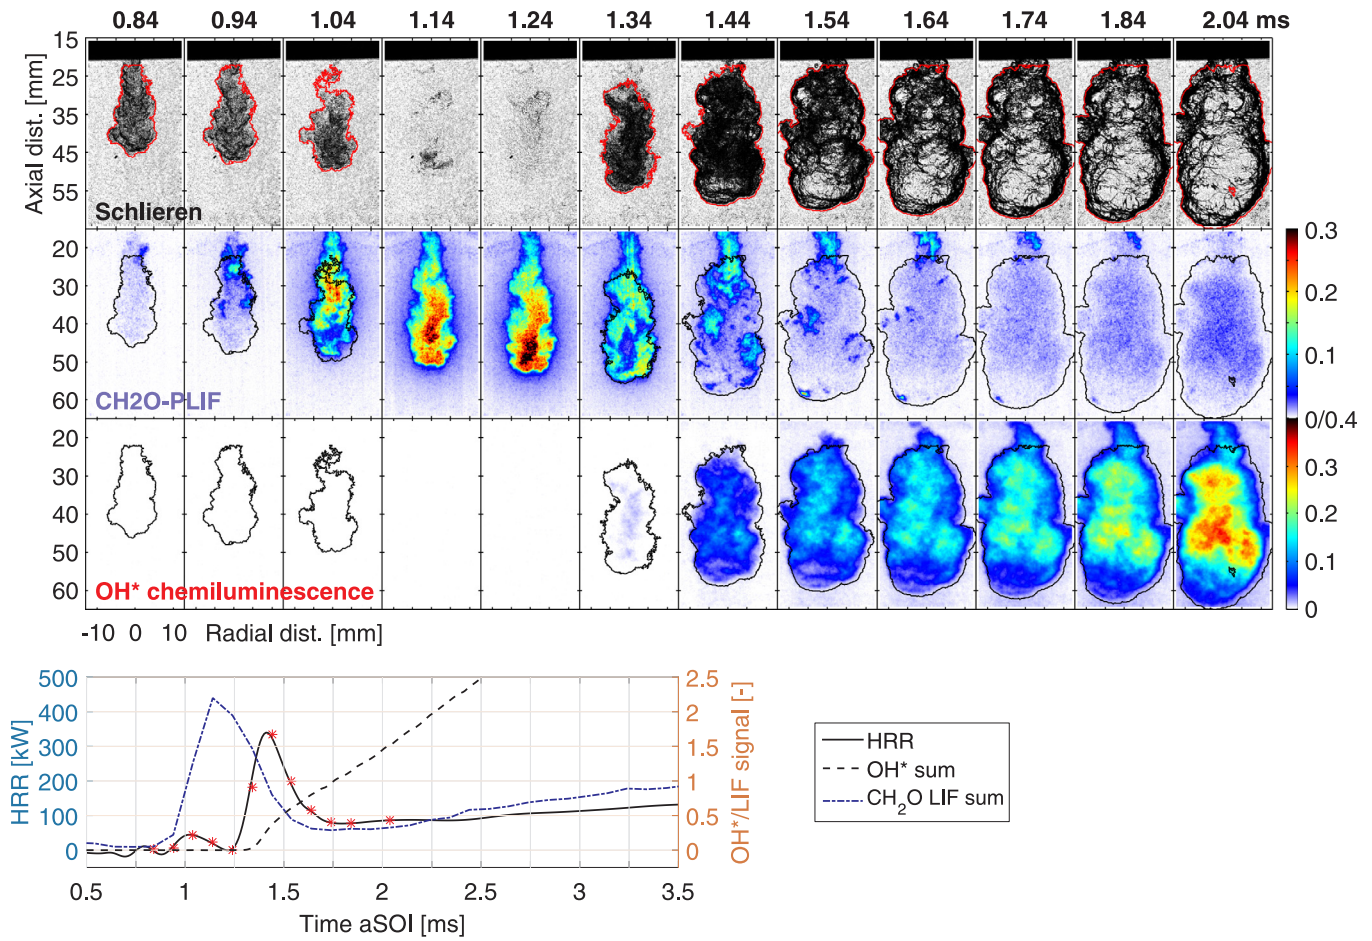 0.84 0.94 1.04 1.14 1.24 1.34 1.44 1.54 1.64 1.74 1.84 2.04 ms
15
25
35
45
55
Axial dist. [mm]
Schlieren
20
30
40
50
60
CH2O-PLIF
0.3
0.2
0.1
0/0.4
20
30
40
50
60
OH* chemiluminescence
0.3
0.2
0.1
0
-10 0 10 Radial dist. [mm]
500
400
300
200
100
0
HRR [kW]
2.5
2
1.5
1
0.5
0
OH*/LIF signal [-]
0.5 1 1.5 2 2.5 3 3.5
Time aSOI [ms]
HRR
OH* sum
CH₂O LIF sum